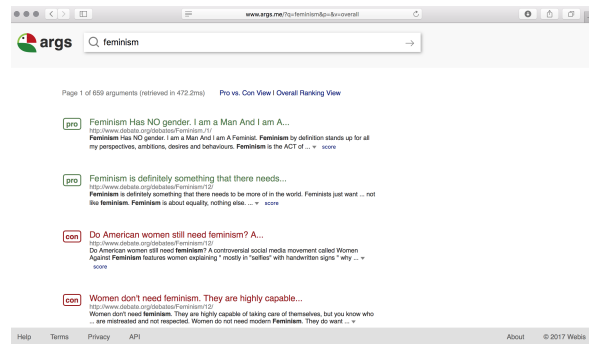 www.args.me/?q=feminism&p=&v=overall
args
feminism
Page 1 of 659 arguments (retrieved in 472.2ms) Pro vs. Con View I Overall Ranking View
pro
Feminism Has NO gender. I am a Man And I am A...
http://www.debate.org/debates/Feminism./1/
Feminism Has NO gender. I am a Man And I am A Feminist. Feminism by definition stands up for all
my perspectives, ambitions, desires and behaviours. Feminism is the ACT of ... score
pro
Feminism is definitely something that there needs...
http://www.debate.org/debates/Feminism/12/
Feminism is definitely something that there needs to be more of in the world. Feminists just want ... not
like feminism. Feminism is about equality, nothing else. ... score
con
Do American women still need feminism? A...
http://www.debate.org/debates/Feminism/12/
Do American women still need feminism? A controversial social media movement called Women
Against Feminism features women explaining " mostly in "selfies" with handwritten signs " why ...
score
con
Women don't need feminism. They are highly capable...
http://www.debate.org/debates/Feminism/12/
Women don't need feminism. They are highly capable of taking care of themselves, but you know who
... are mistreated and not respected. Women do not need modern Feminism. They do want ...
Help Terms Privacy API About © 2017 Webis